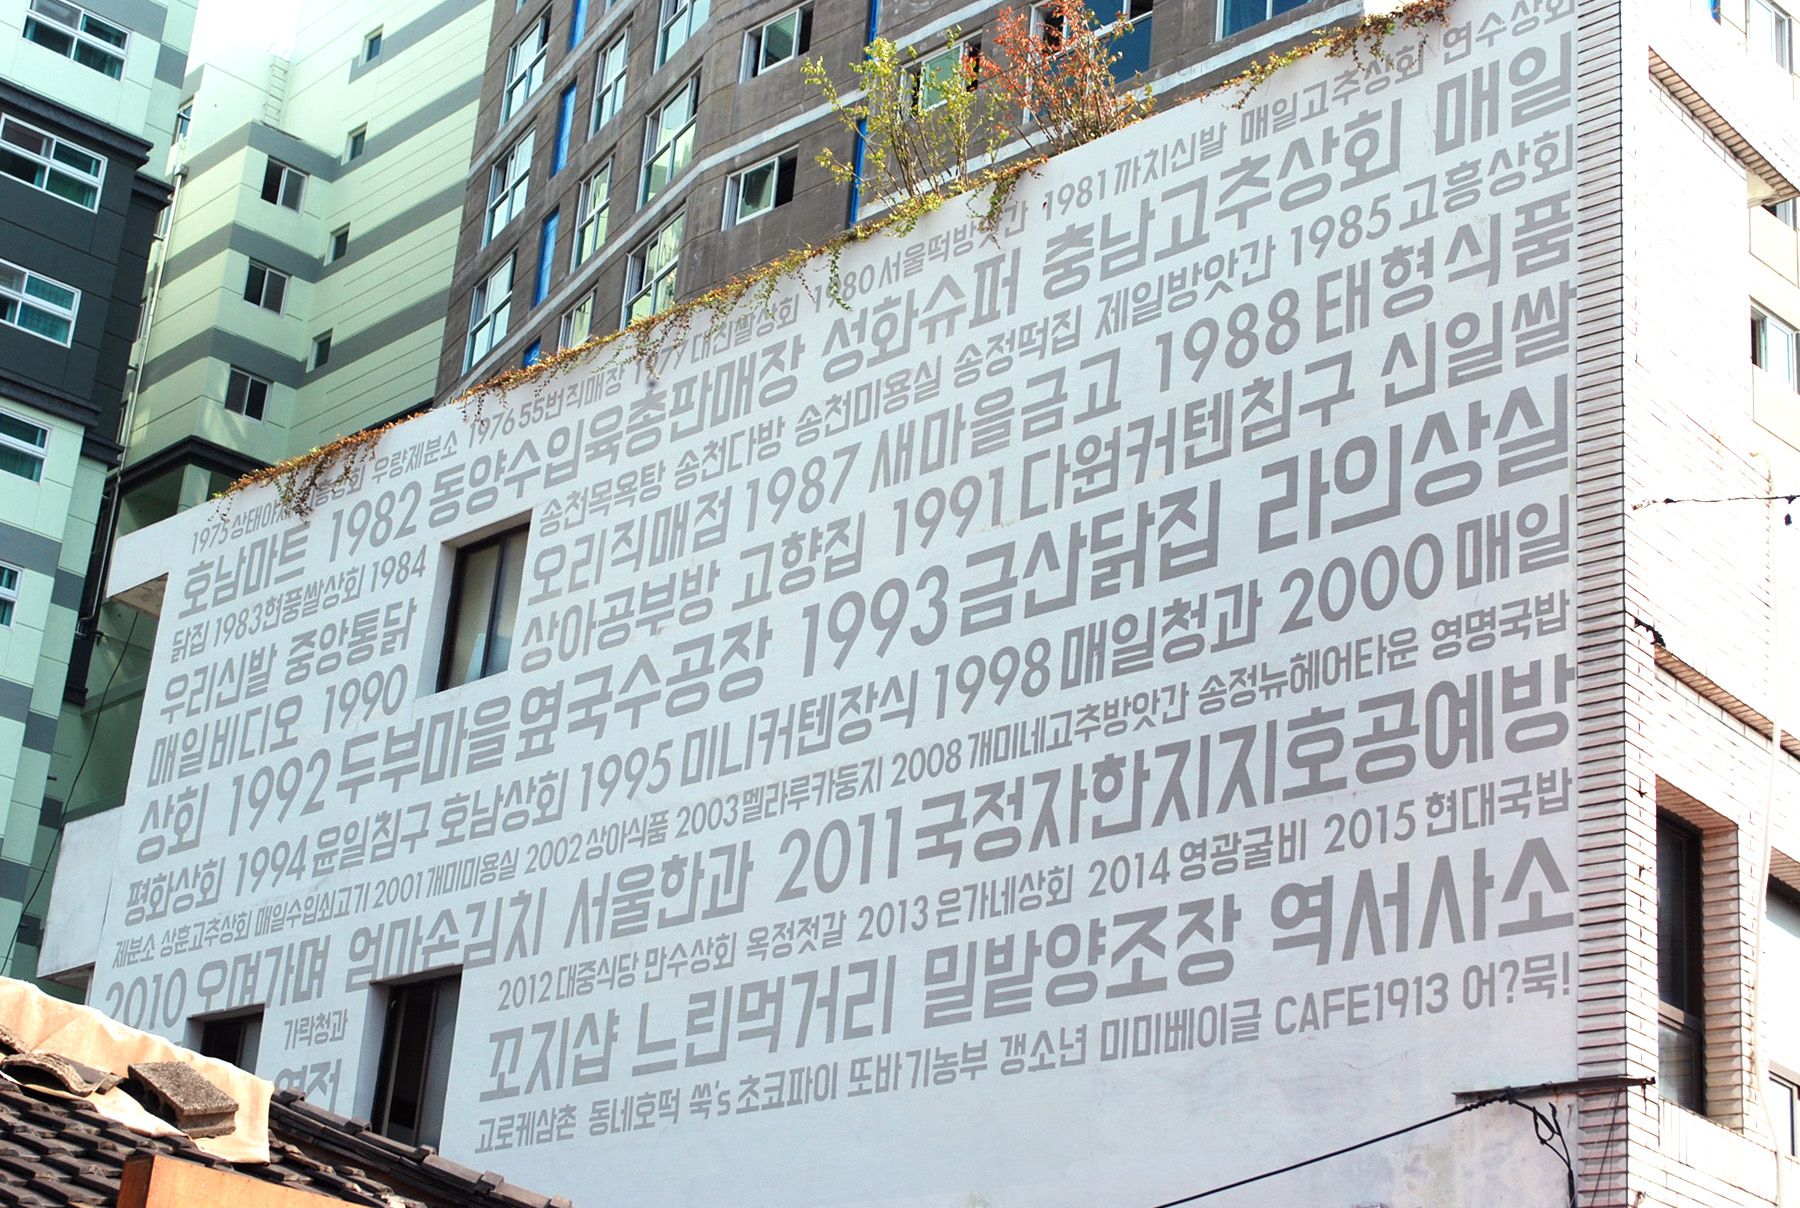 1975 상태야채 고흥상회 우량제분소 1976 55번직매장 1977 대진쌀상회 1980 서울떡방앗간 1981 까치신발 매일고추상회 연수상회
호남마트 1982 동양수입육총판매장 성화슈퍼 충남고추상회 매일
닭집 1983 현풍쌀상회 1984 송천목욕탕 송천다방 송천미용실 송정떡집 제일방앗간 1985 고흥상회
우리신발 중앙통닭 오리직매점 1987 새마을금고 1988 태형식품
매일비디오 1990 상아공부방 고향집 1991 다원커텐침구 신일쌀
상회 1992 두부마을옆국수공장 1993 금산닭집 라의상실
평화상회 1994 윤일침구 호남상회 1995 미니커텐장식 1998 매일청과 2000 매일
제분소 상훈고추상회 매일수입쇠고기 2001 개미미용실 2002 상아식품 2003 멜라루카둥지 2008 개미네고추방앗간 송정뉴헤어타운 영명국밥
2010 오며가며 엄마손김치 서울한과 2011 국정자한지지호공예방
가락청과 2012 대중식당 만수상회 옥정젓갈 2013 은가네상회 2014 영광굴비 2015 현대국밥
역전 꼬지샵 느린먹거리 밀밭양조장 역서사소
고로케삼촌 동네호떡 쑥's초코파이 또바기농부 갱소년 미미베이글 CAFE1913 어?묵!